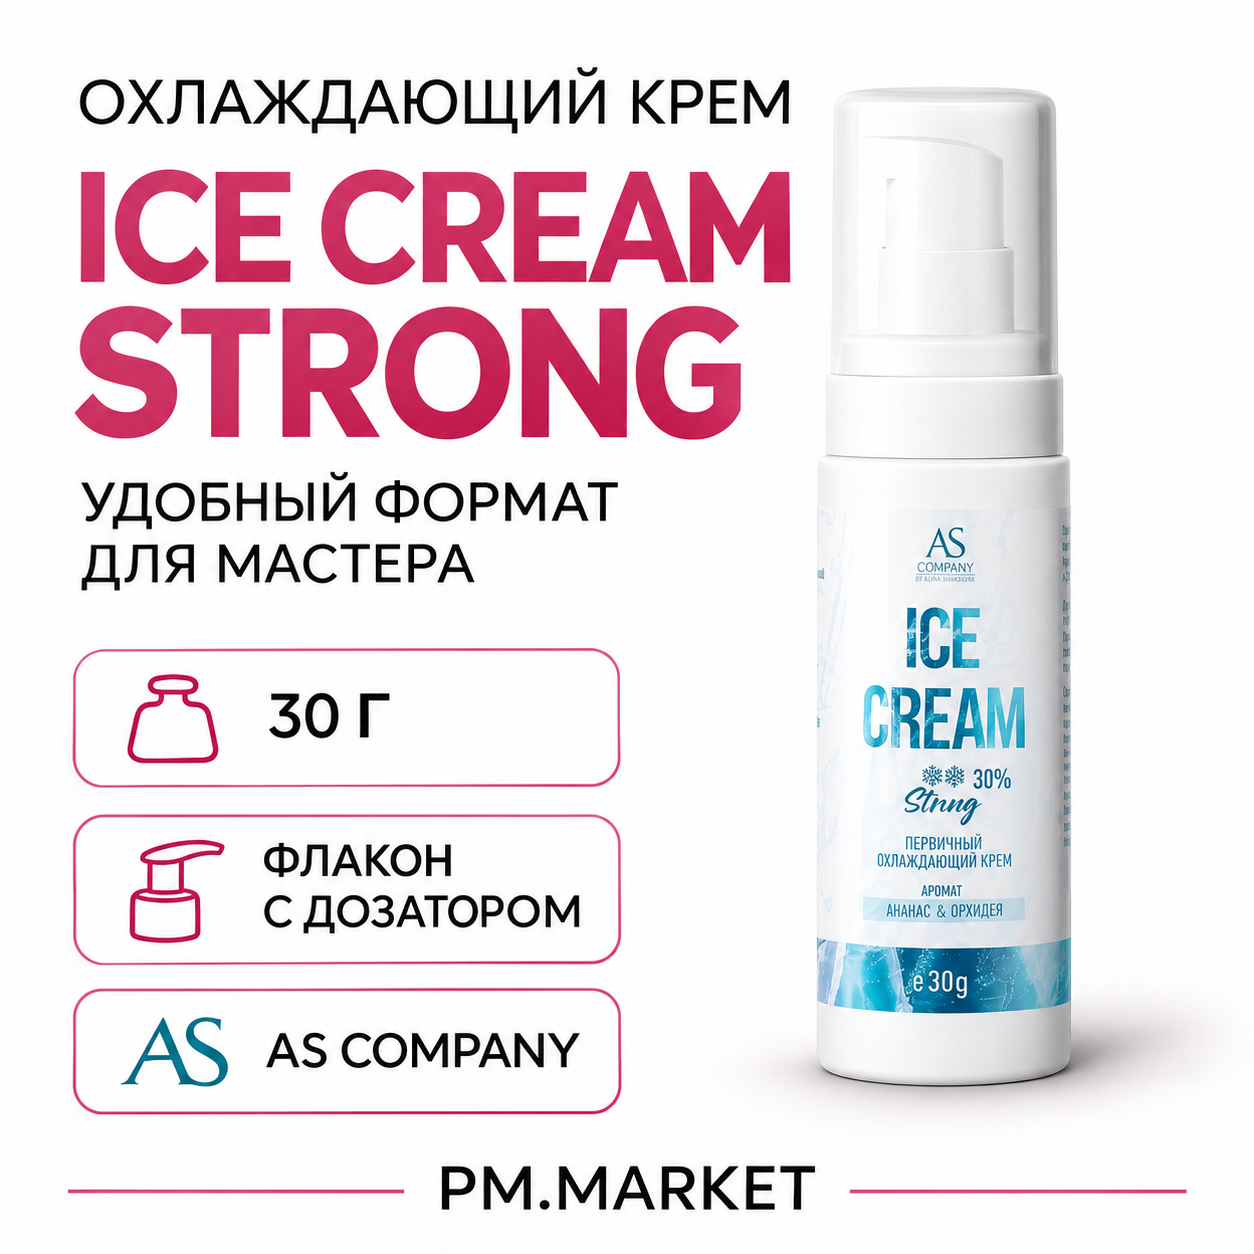 ОХЛАЖДАЮЩИЙ КРЕМ
ICE CREAM
STRONG
УДОБНЫЙ ФОРМАТ
ДЛЯ МАСТЕРА
30 Г
ФЛАКОН
С ДОЗАТОРОМ
AS
AS COMPANY
AS
COMPANY
ICE
CREAM
30%
Strnng
ПЕРВИЧНЫЙ
ОХЛАЖДАЮЩИЙ КРЕМ
АРОМАТ
АНАНАС & ОРХИДЕЯ
e 30g
PM.MARKET